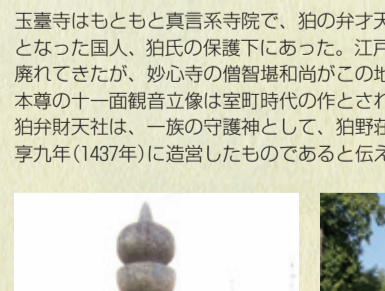 玉臺寺はもともと真言系寺院で、狛の弁才天
となった国人、狛氏の保護下にあった。江戸
廃れてきたが、妙心寺の僧智堪和尚がこの地
本尊の十一面観音立像は室町時代の作とされ
狛弁財天社は、一族の守護神として、狛野荘
享九年(1437年)に造営したものであると伝え